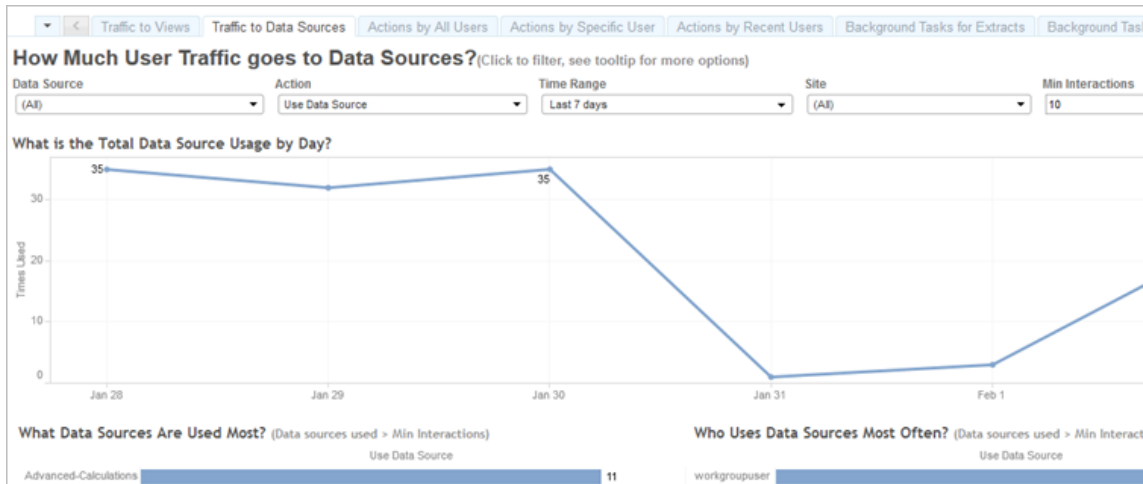 Traffic to Views Traffic to Data Sources Actions by All Users Actions by Specific User Actions by Recent Users Background Tasks for Extracts Background Tas
How Much User Traffic goes to Data Sources?(Click to filter, see tooltip for more options)
Data Source Action Time Range Site Min Interactions
(All) Use Data Source Last 7 days (All) 10
What is the Total Data Source Usage by Day?
35
35
30
20
10
0
Times Used
Jan 28 Jan 29 Jan 30 Jan 31 Feb 1
What Data Sources Are Used Most? (Data sources used > Min Interactions) Who Uses Data Sources Most Often? (Data sources used > Min Interact
Use Data Source Use Data Source
Advanced-Calculations 11 workgroupuser